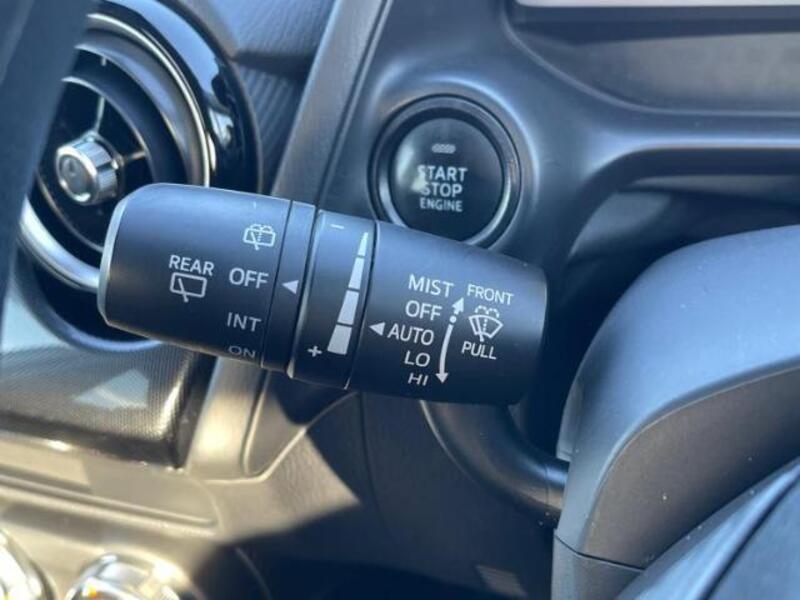 START
STOP
ENGINE
REAR
OFF
INT
ON
−
+
MIST
OFF
AUTO
LO
HI
FRONT
PULL